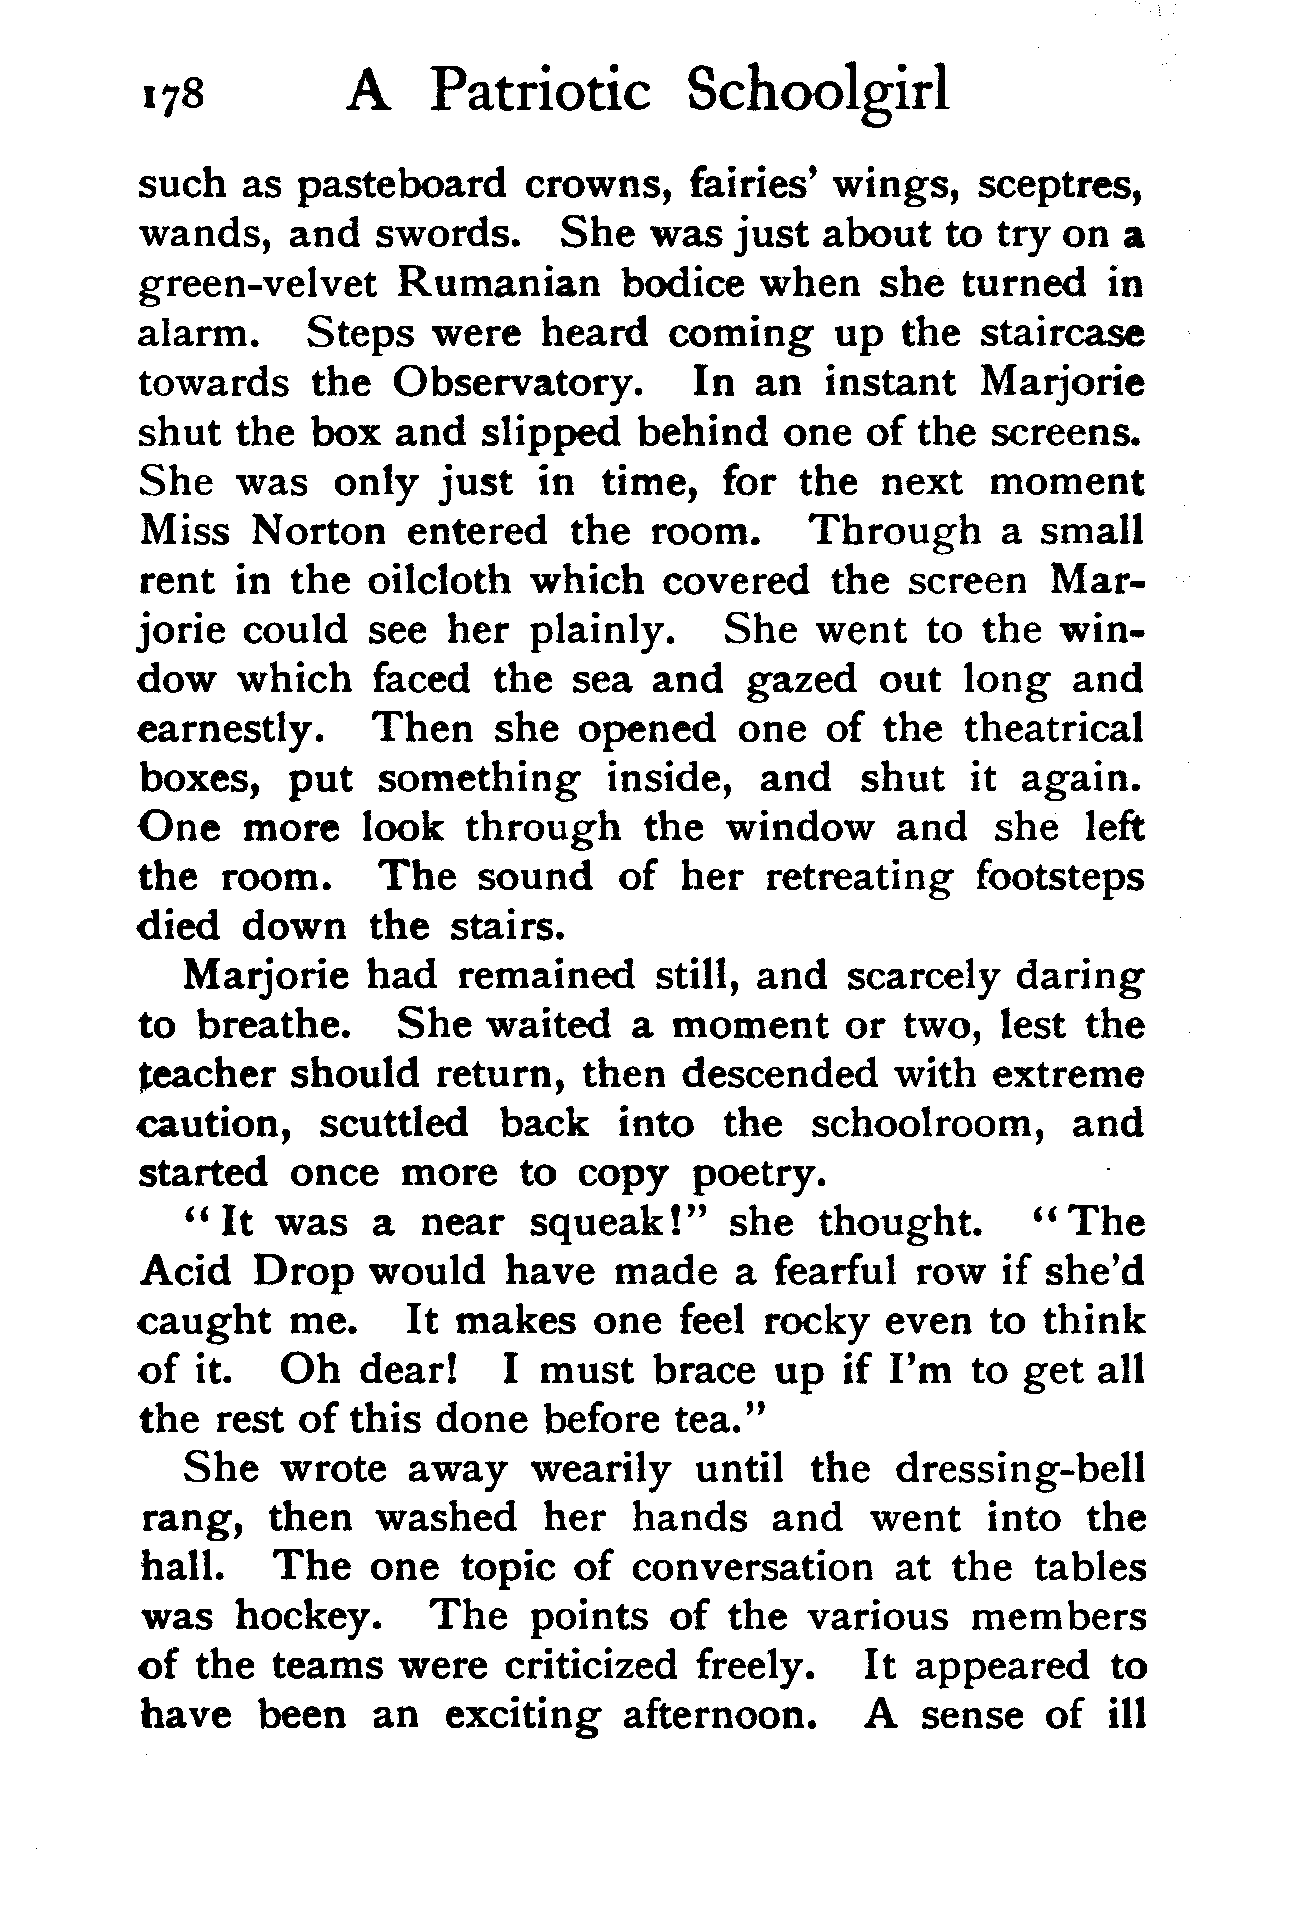 178 A Patriotic Schoolgirl
such as pasteboard crowns, fairies' wings, sceptres,
wands, and swords. She was just about to try on a
green-velvet Rumanian bodice when she turned in
alarm. Steps were heard coming up the staircase
towards the Observatory. In an instant Marjorie
shut the box and slipped behind one of the screens.
She was only just in time, for the next moment
Miss Norton entered the room. Through a small
rent in the oilcloth which covered the screen Mar-
jorie could see her plainly. She went to the win-
dow which faced the sea and gazed out long and
earnestly. Then she opened one of the theatrical
boxes, put something inside, and shut it again.
One more look through the window and she left
the room. The sound of her retreating footsteps
died down the stairs.
Marjorie had remained still, and scarcely daring
to breathe. She waited a moment or two, lest the
teacher should return, then descended with extreme
caution, scuttled back into the schoolroom, and
started once more to copy poetry.
"It was a near squeak!" she thought. "The
Acid Drop would have made a fearful row if she'd
caught me. It makes one feel rocky even to think
of it. Oh dear! I must brace up if I'm to get all
the rest of this done before tea."
She wrote away wearily until the dressing-bell
rang, then washed her hands and went into the
hall. The one topic of conversation at the tables
was hockey. The points of the various members
of the teams were criticized freely. It appeared to
have been an exciting afternoon. A sense of ill